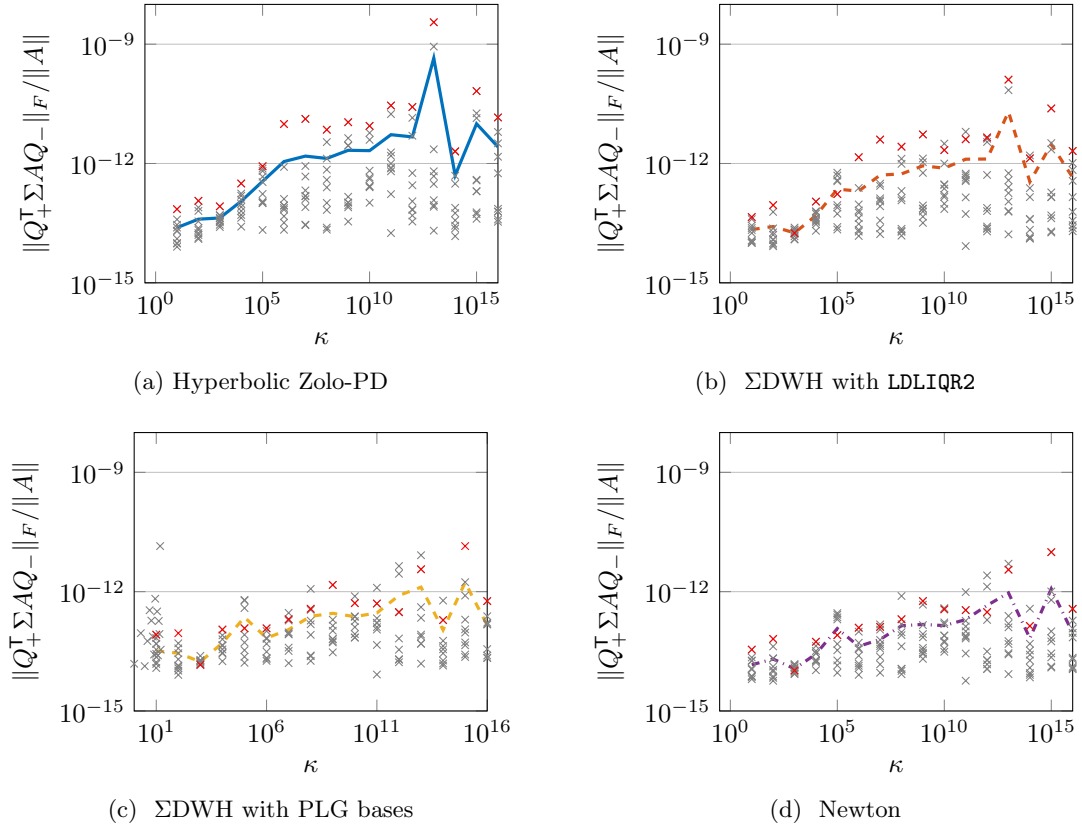 10^{-9}
10^{-12}
10^{-15}
‖Q_+^T ΣAQ_−‖_F/‖A‖
10^0
10^5
10^{10}
10^{15}
κ
(a) Hyperbolic Zolo-PD
10^{-9}
10^{-12}
10^{-15}
‖Q_+^T ΣAQ_−‖_F/‖A‖
10^0
10^5
10^{10}
10^{15}
κ
(b) ΣDWH with LDLIQR2
10^{-9}
10^{-12}
10^{-15}
‖Q_+^T ΣAQ_−‖_F/‖A‖
10^1
10^6
10^{11}
10^{16}
κ
(c) ΣDWH with PLG bases
10^{-9}
10^{-12}
10^{-15}
‖Q_+^T ΣAQ_−‖_F/‖A‖
10^0
10^5
10^{10}
10^{15}
κ
(d) Newton